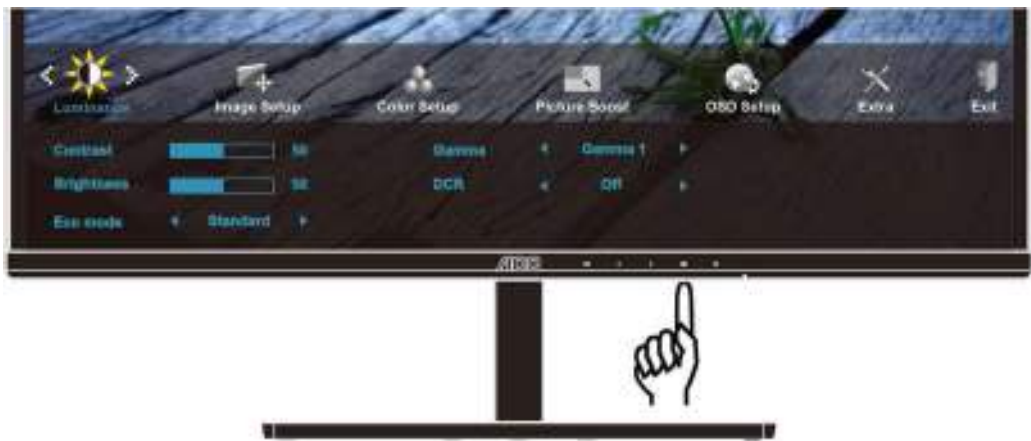 Luminance Image Setup Color Setup Picture Boost OSD Setup Extra Exit
Contrast 50 Gamma Gamma 1
Brightness 50 DCR Off
Eco mode Standard
AOC